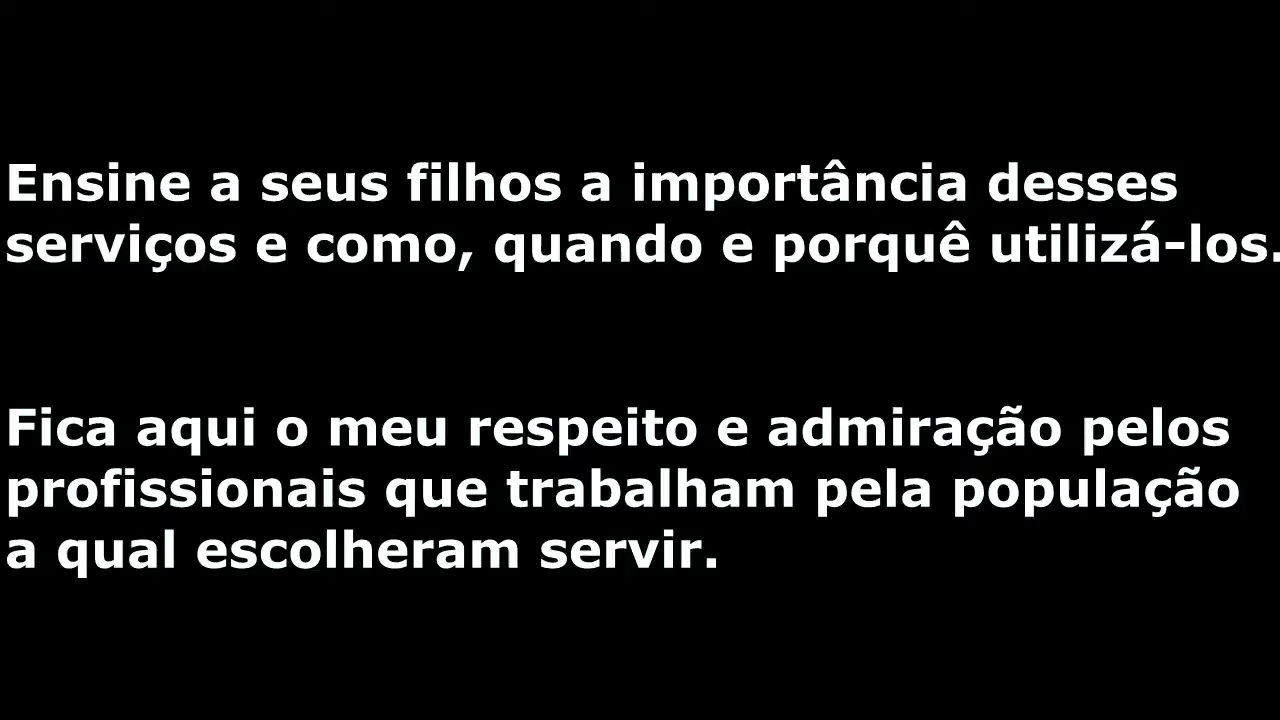 Ensine a seus filhos a importância desses
serviços e como, quando e porquê utilizá-los.
Fica aqui o meu respeito e admiração pelos
profissionais que trabalham pela população
a qual escolheram servir.